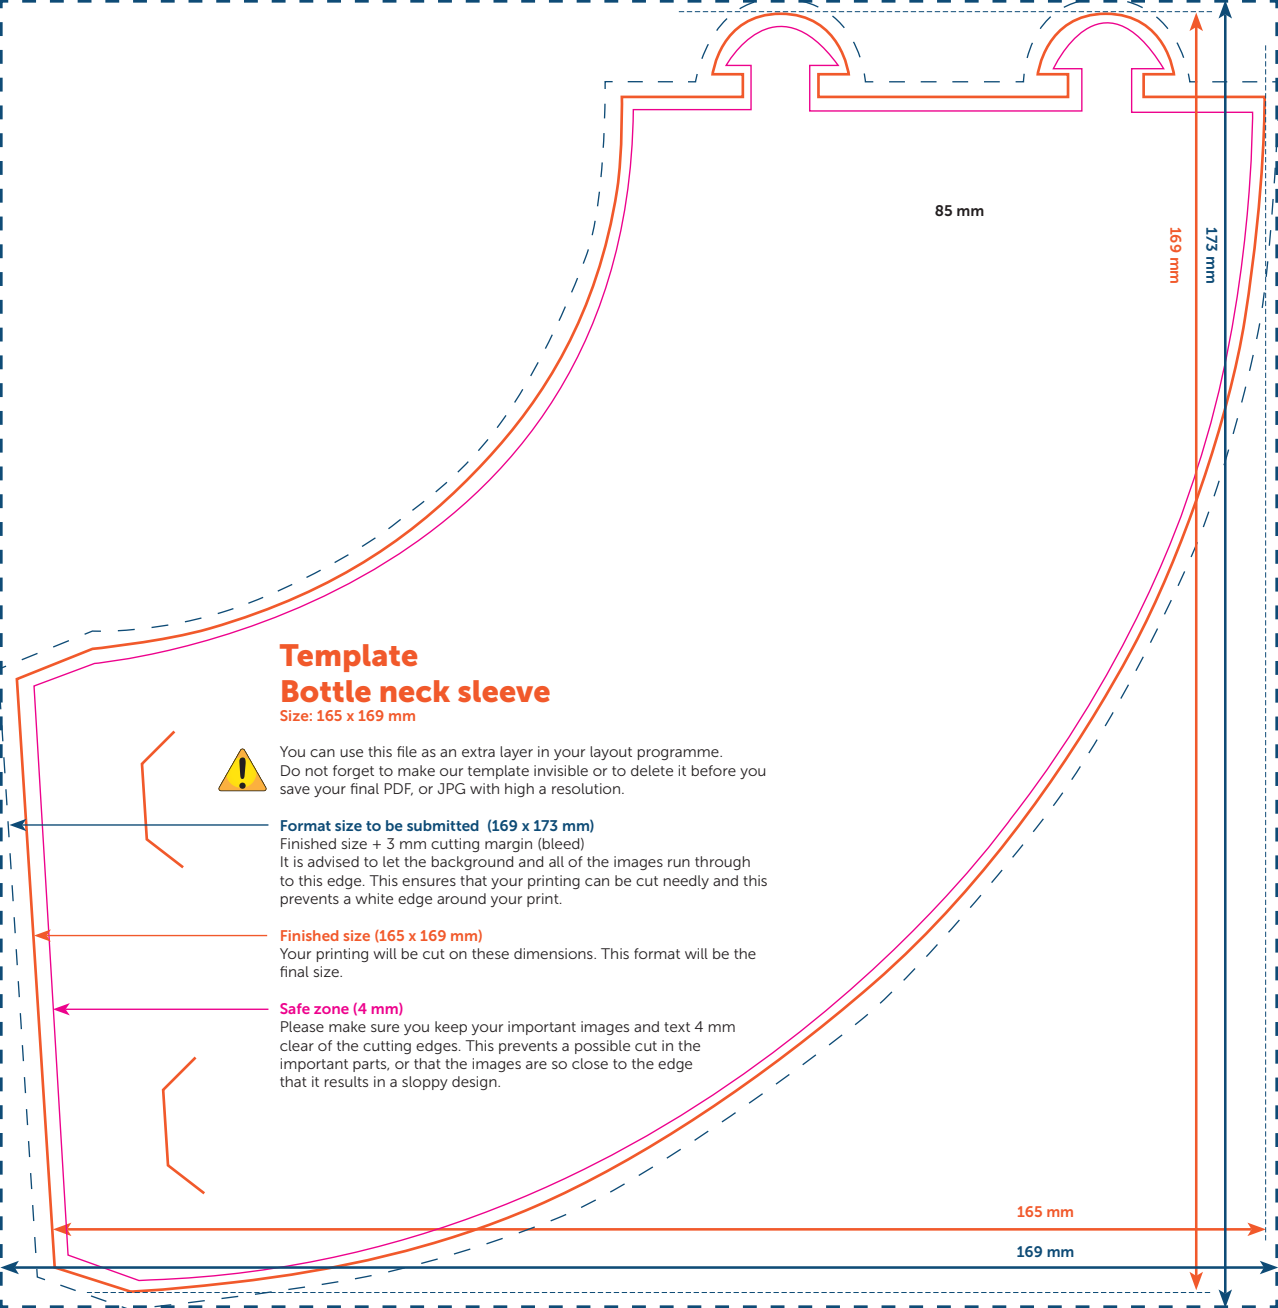 85 mm
169 mm
173 mm
Template
Bottle neck sleeve
Size: 165 x 169 mm
You can use this file as an extra layer in your layout programme.
Do not forget to make our template invisible or to delete it before you
save your final PDF, or JPG with high a resolution.
Format size to be submitted  (169 x 173 mm)
Finished size + 3 mm cutting margin (bleed)
It is advised to let the background and all of the images run through
to this edge. This ensures that your printing can be cut needly and this
prevents a white edge around your print.
Finished size (165 x 169 mm)
Your printing will be cut on these dimensions. This format will be the
final size.
Safe zone (4 mm)
Please make sure you keep your important images and text 4 mm
clear of the cutting edges. This prevents a possible cut in the
important parts, or that the images are so close to the edge
that it results in a sloppy design.
165 mm
169 mm